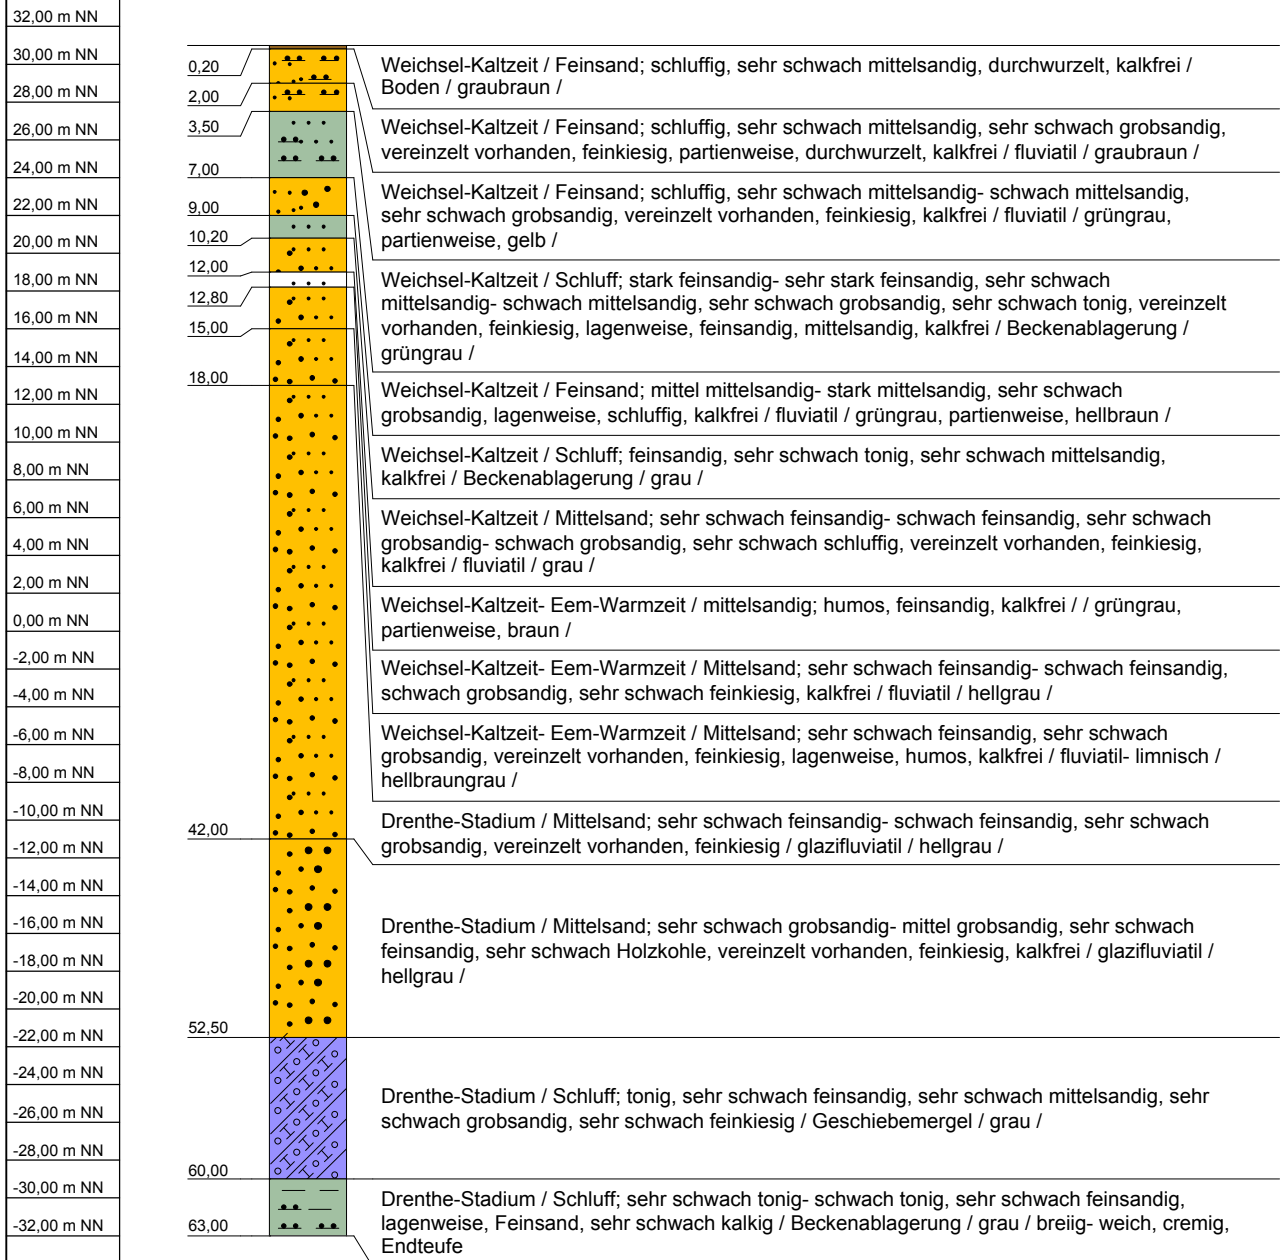 32,00 m NN
30,00 m NN
28,00 m NN
26,00 m NN
24,00 m NN
22,00 m NN
20,00 m NN
18,00 m NN
16,00 m NN
14,00 m NN
12,00 m NN
10,00 m NN
8,00 m NN
6,00 m NN
4,00 m NN
2,00 m NN
0,00 m NN
-2,00 m NN
-4,00 m NN
-6,00 m NN
-8,00 m NN
-10,00 m NN
-12,00 m NN
-14,00 m NN
-16,00 m NN
-18,00 m NN
-20,00 m NN
-22,00 m NN
-24,00 m NN
-26,00 m NN
-28,00 m NN
-30,00 m NN
-32,00 m NN
0,20
2,00
3,50
7,00
9,00
10,20
12,00
12,80
15,00
18,00
42,00
52,50
60,00
63,00
Weichsel-Kaltzeit / Feinsand; schluffig, sehr schwach mittelsandig, durchwurzelt, kalkfrei /
Boden / graubraun /
Weichsel-Kaltzeit / Feinsand; schluffig, sehr schwach mittelsandig, sehr schwach grobsandig,
vereinzelt vorhanden, feinkiesig, partienweise, durchwurzelt, kalkfrei / fluviatil / graubraun /
Weichsel-Kaltzeit / Feinsand; schluffig, sehr schwach mittelsandig- schwach mittelsandig,
sehr schwach grobsandig, vereinzelt vorhanden, feinkiesig, kalkfrei / fluviatil / grüngrau,
partienweise, gelb /
Weichsel-Kaltzeit / Schluff; stark feinsandig- sehr stark feinsandig, sehr schwach
mittelsandig- schwach mittelsandig, sehr schwach grobsandig, sehr schwach tonig, vereinzelt
vorhanden, feinkiesig, lagenweise, feinsandig, mittelsandig, kalkfrei / Beckenablagerung /
grüngrau /
Weichsel-Kaltzeit / Feinsand; mittel mittelsandig- stark mittelsandig, sehr schwach
grobsandig, lagenweise, schluffig, kalkfrei / fluviatil / grüngrau, partienweise, hellbraun /
Weichsel-Kaltzeit / Schluff; feinsandig, sehr schwach tonig, sehr schwach mittelsandig,
kalkfrei / Beckenablagerung / grau /
Weichsel-Kaltzeit / Mittelsand; sehr schwach feinsandig- schwach feinsandig, sehr schwach
grobsandig- schwach grobsandig, sehr schwach schluffig, vereinzelt vorhanden, feinkiesig,
kalkfrei / fluviatil / grau /
Weichsel-Kaltzeit- Eem-Warmzeit / mittelsandig; humos, feinsandig, kalkfrei / / grüngrau,
partienweise, braun /
Weichsel-Kaltzeit- Eem-Warmzeit / Mittelsand; sehr schwach feinsandig- schwach feinsandig,
schwach grobsandig, sehr schwach feinkiesig, kalkfrei / fluviatil / hellgrau /
Weichsel-Kaltzeit- Eem-Warmzeit / Mittelsand; sehr schwach feinsandig, sehr schwach
grobsandig, vereinzelt vorhanden, feinkiesig, lagenweise, humos, kalkfrei / fluviatil- limnisch /
hellbraungrau /
Drenthe-Stadium / Mittelsand; sehr schwach feinsandig- schwach feinsandig, sehr schwach
grobsandig, vereinzelt vorhanden, feinkiesig / glazifluviatil / hellgrau /
Drenthe-Stadium / Mittelsand; sehr schwach grobsandig- mittel grobsandig, sehr schwach
feinsandig, sehr schwach Holzkohle, vereinzelt vorhanden, feinkiesig, kalkfrei / glazifluviatil /
hellgrau /
Drenthe-Stadium / Schluff; tonig, sehr schwach feinsandig, sehr schwach mittelsandig, sehr
schwach grobsandig, sehr schwach feinkiesig / Geschiebemergel / grau /
Drenthe-Stadium / Schluff; sehr schwach tonig- schwach tonig, sehr schwach feinsandig,
lagenweise, Feinsand, sehr schwach kalkig / Beckenablagerung / grau / breiig- weich, cremig,
Endteufe